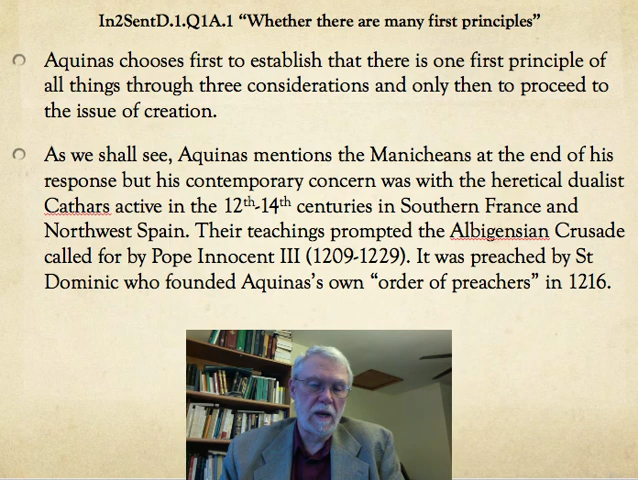 In2SentD.1.Q1A.1 “Whether there are many first principles”
Aquinas chooses first to establish that there is one first principle of
all things through three considerations and only then to proceed to
the issue of creation.
As we shall see, Aquinas mentions the Manicheans at the end of his
response but his contemporary concern was with the heretical dualist
Cathars active in the 12th-14th centuries in Southern France and
Northwest Spain. Their teachings prompted the Albigensian Crusade
called for by Pope Innocent III (1209-1229). It was preached by St
Dominic who founded Aquinas’s own “order of preachers” in 1216.